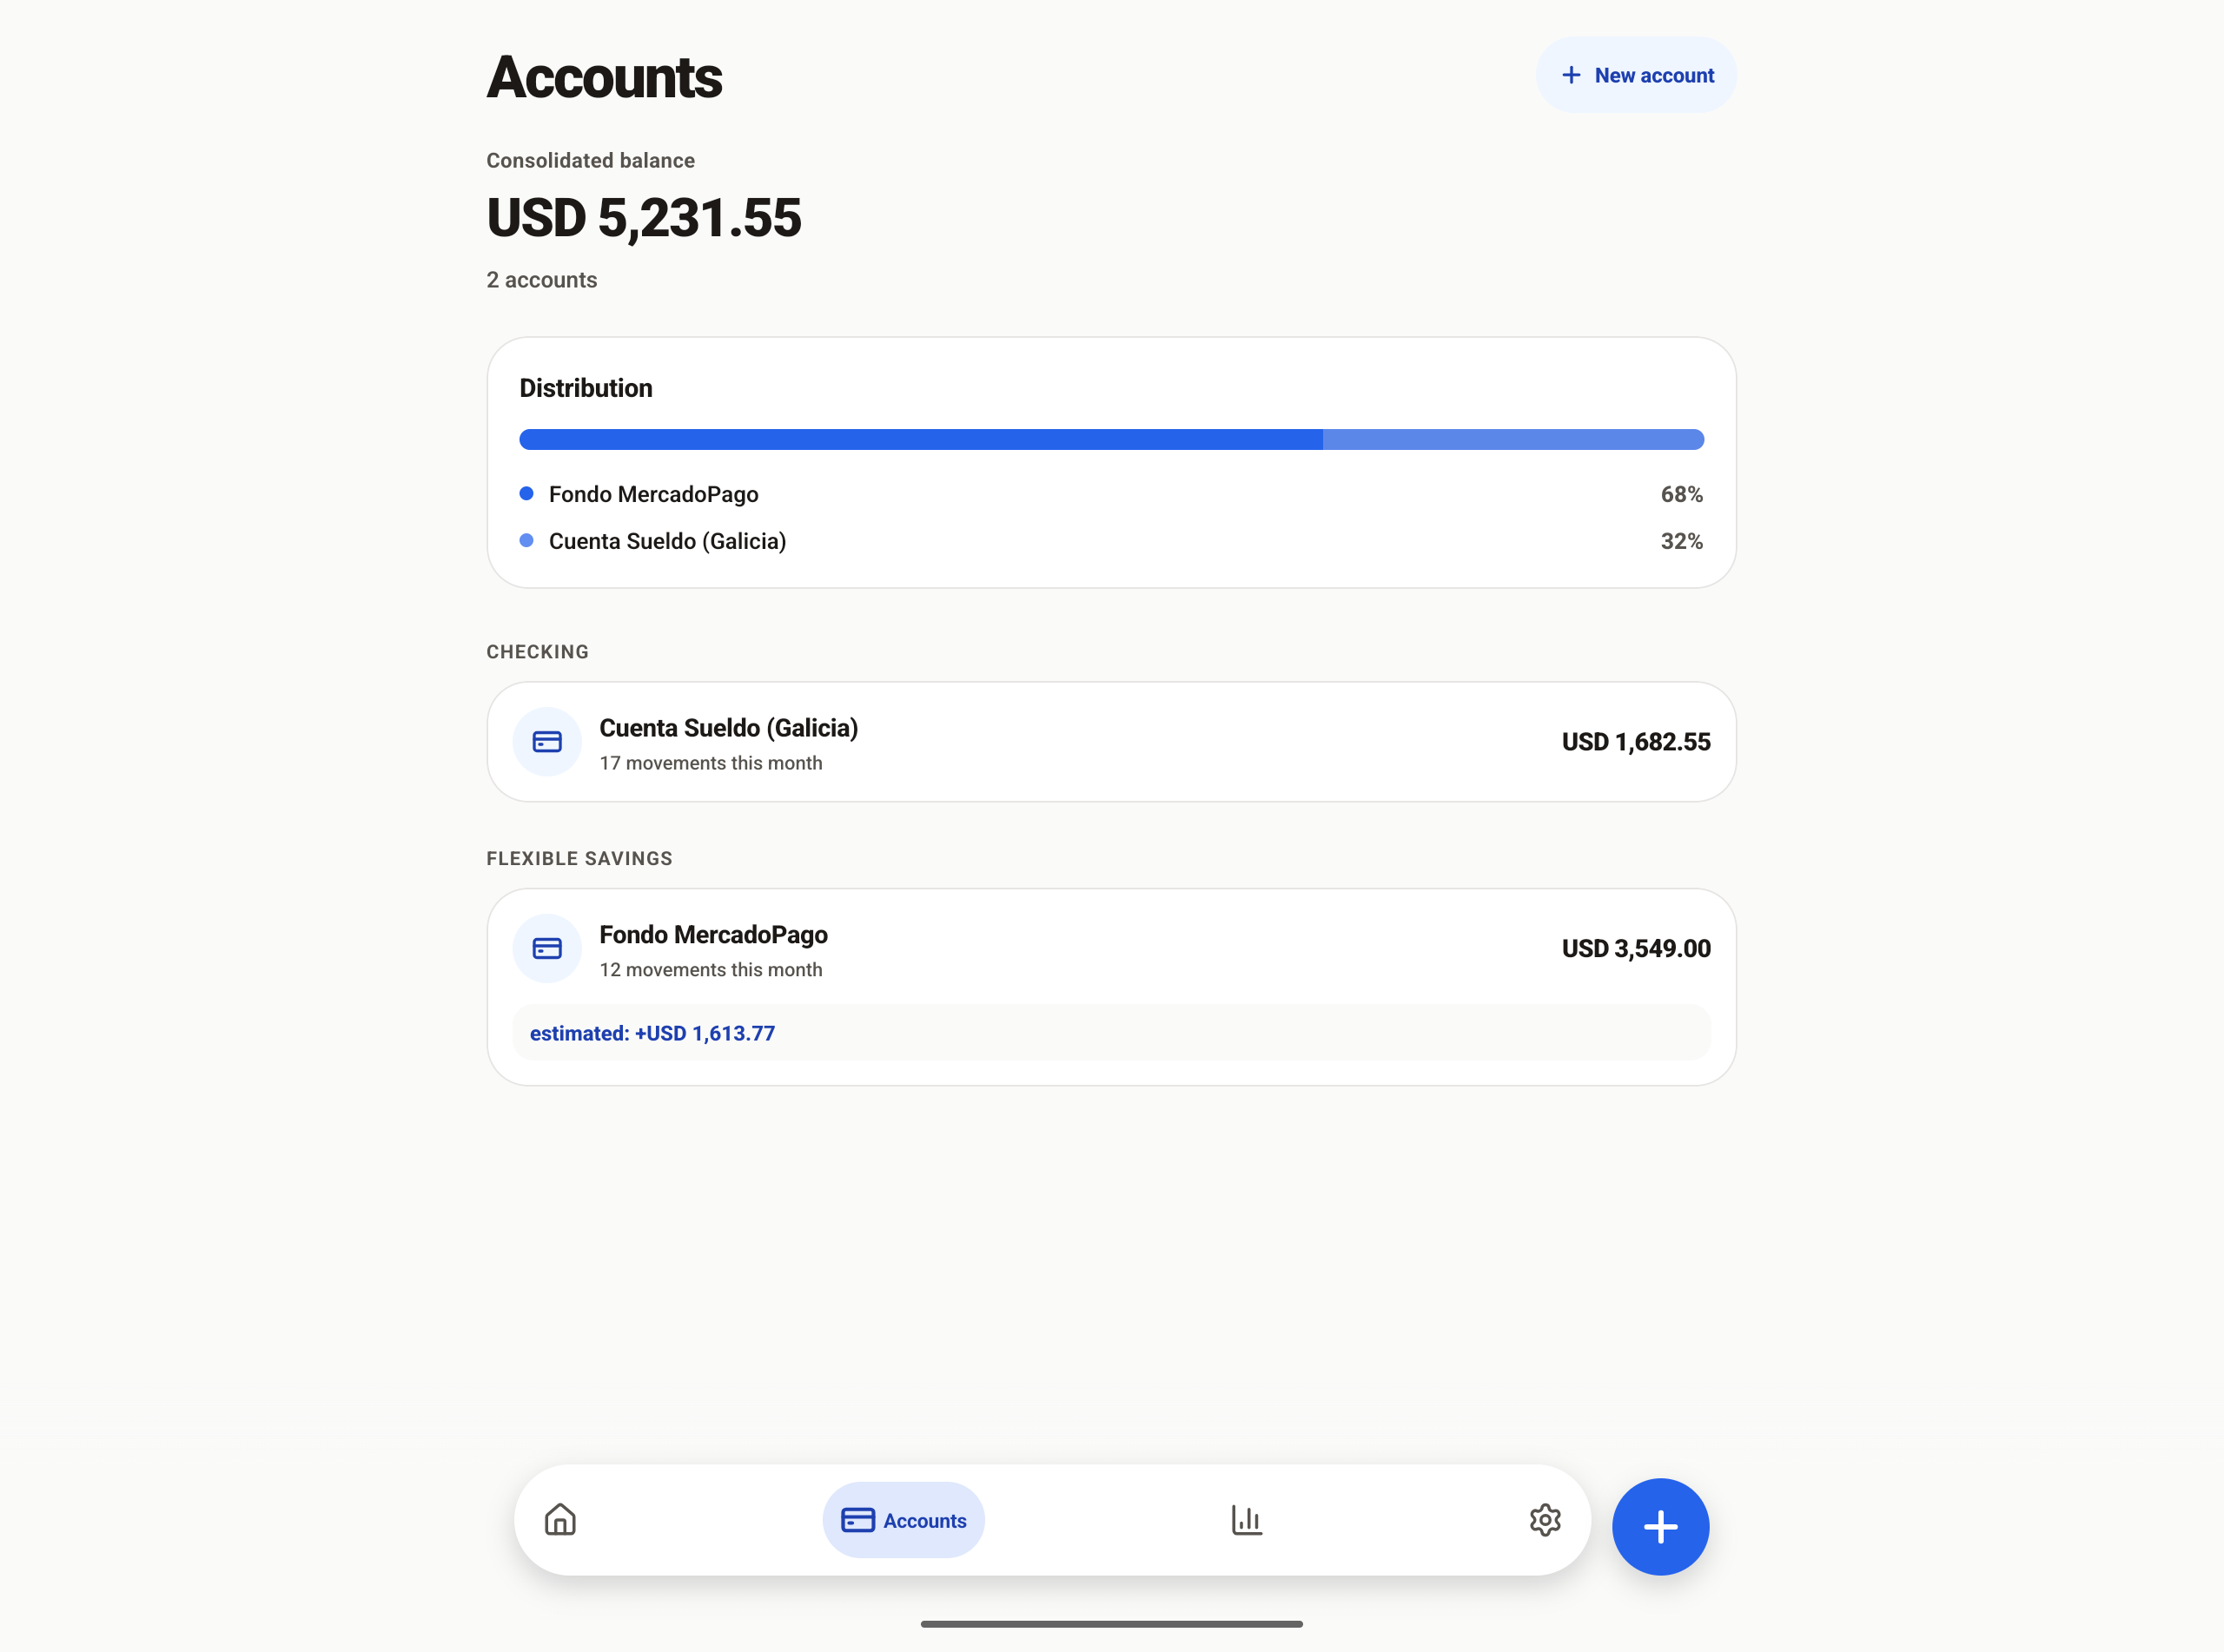 Accounts
New account
Consolidated balance
USD 5,231.55
2 accounts
Distribution
Fondo MercadoPago 68%
Cuenta Sueldo (Galicia) 32%
CHECKING
Cuenta Sueldo (Galicia)
17 movements this month
USD 1,682.55
FLEXIBLE SAVINGS
Fondo MercadoPago
12 movements this month
USD 3,549.00
estimated: +USD 1,613.77
Accounts